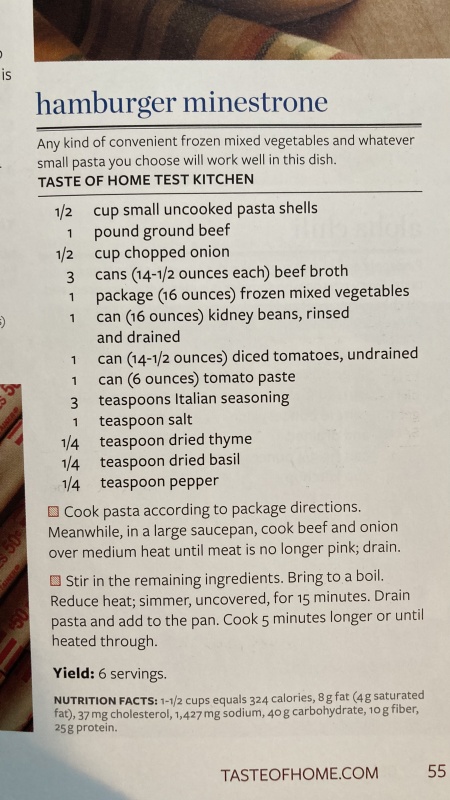 is
hamburger minestrone
Any kind of convenient frozen mixed vegetables and whatever
small pasta you choose will work well in this dish.
TASTE OF HOME TEST KITCHEN
1/2 cup small uncooked pasta shells
1 pound ground beef
1/2 cup chopped onion
3 cans (14-1/2 ounces each) beef broth
1 package (16 ounces) frozen mixed vegetables
1 can (16 ounces) kidney beans, rinsed
and drained
1 can (14-1/2 ounces) diced tomatoes, undrained
1 can (6 ounces) tomato paste
3 teaspoons Italian seasoning
1 teaspoon salt
1/4 teaspoon dried thyme
1/4 teaspoon dried basil
1/4 teaspoon pepper
Cook pasta according to package directions.
Meanwhile, in a large saucepan, cook beef and onion
over medium heat until meat is no longer pink; drain.
Stir in the remaining ingredients. Bring to a boil.
Reduce heat; simmer, uncovered, for 15 minutes. Drain
pasta and add to the pan. Cook 5 minutes longer or until
heated through.
Yield: 6 servings.
NUTRITION FACTS: 1-1/2 cups equals 324 calories, 8 g fat (4 g saturated
fat), 37 mg cholesterol, 1,427 mg sodium, 40 g carbohydrate, 10 g fiber,
25 g protein.
TASTEOFHOME.COM 55